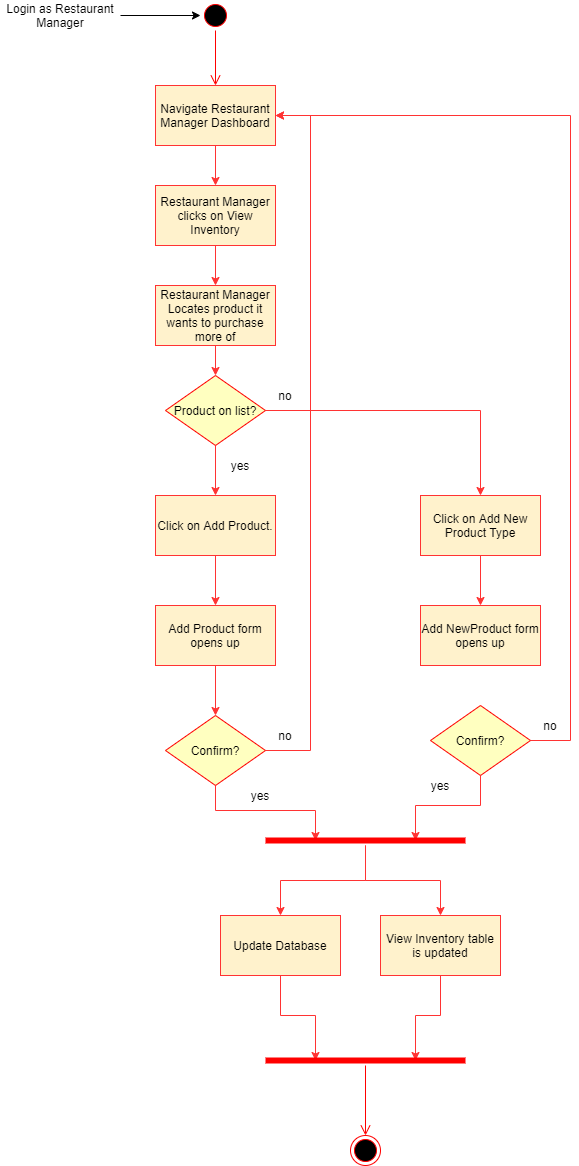 Login as Restaurant
Manager
Navigate Restaurant
Manager Dashboard
Restaurant Manager
clicks on View
Inventory
Restaurant Manager
Locates product it
wants to purchase
more of
Product on list?
no
yes
Click on Add Product.
Click on Add New
Product Type
Add Product form
opens up
Add NewProduct form
opens up
Confirm?
no
Confirm?
no
yes
yes
Update Database
View Inventory table
is updated